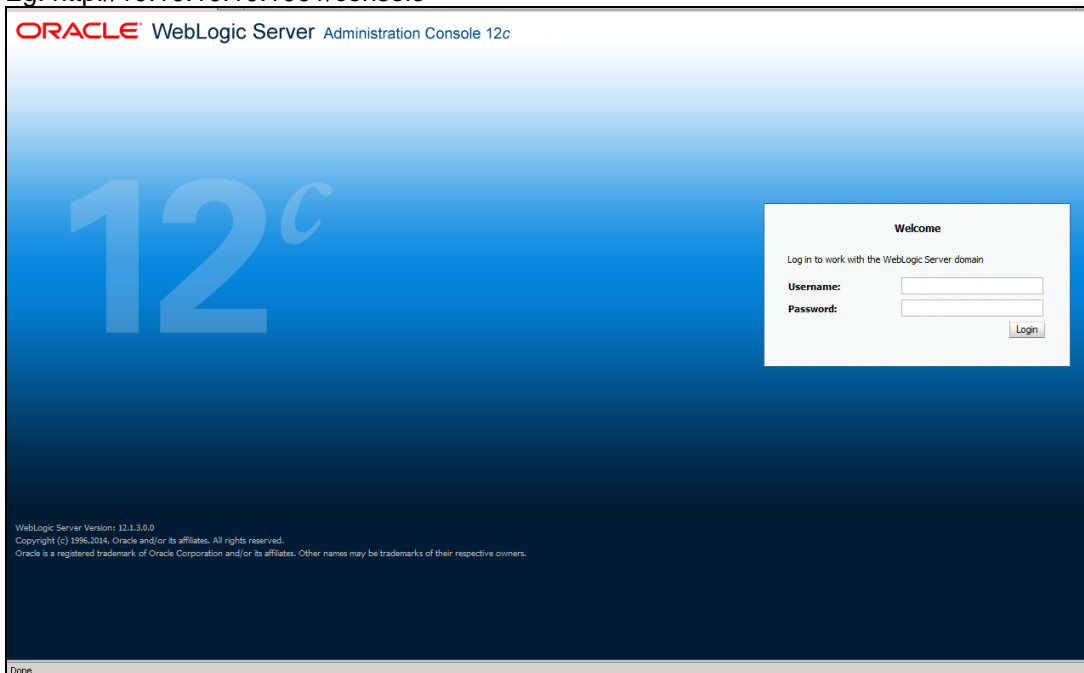 ORACLE WebLogic Server Administration Console 12c
12c
Welcome
Log in to work with the WebLogic Server domain
Username:
Password:
Login
WebLogic Server Version: 12.1.3.0.0
Copyright (c) 1996,2014, Oracle and/or its affiliates. All rights reserved.
Oracle is a registered trademark of Oracle Corporation and/or its affiliates. Other names may be trademarks of their respective owners.
Done